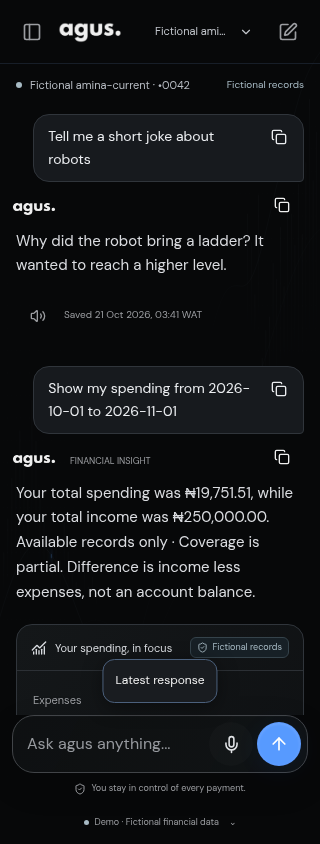 agus.
Fictional ami...
Fictional amina-current · •0042
Fictional records
Tell me a short joke about
robots
agus.
Why did the robot bring a ladder? It
wanted to reach a higher level.
Saved 21 Oct 2026, 03:41 WAT
Show my spending from 2026-
10-01 to 2026-11-01
agus.
FINANCIAL INSIGHT
Your total spending was ₦19,751.51, while
your total income was ₦250,000.00.
Available records only · Coverage is
partial. Difference is income less
expenses, not an account balance.
Your spending, in focus
Fictional records
Latest response
Expenses
Ask agus anything...
You stay in control of every payment.
Demo · Fictional financial data